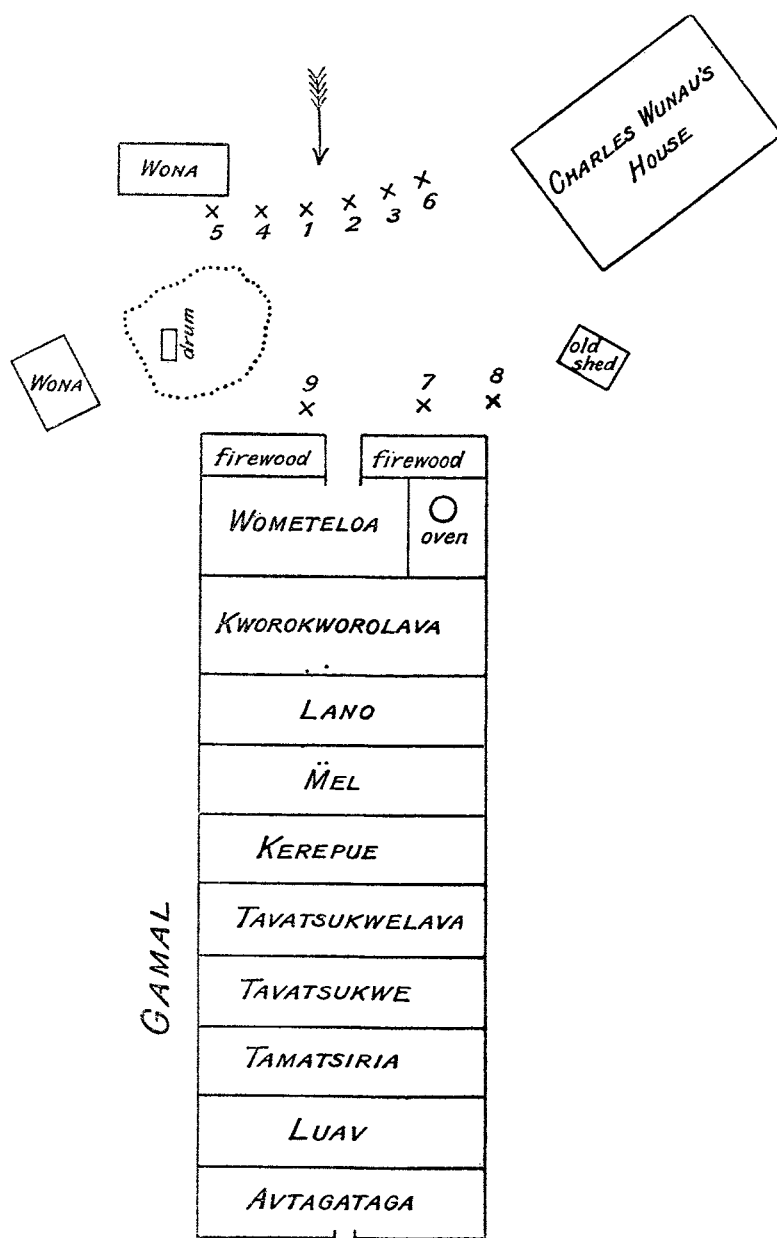 WONA
CHARLES WUNAU'S
HOUSE
5 4 1 2 3 6
drum
WONA
old
shed
9 7 8
firewood firewood
WOMETELOA
oven
KWOROKWOROLAVA
LANO
M̈EL
KEREPUE
TAVATSUKWELAVA
GAMAL
TAVATSUKWE
TAMATSIRIA
LUAV
AVTAGATAGA